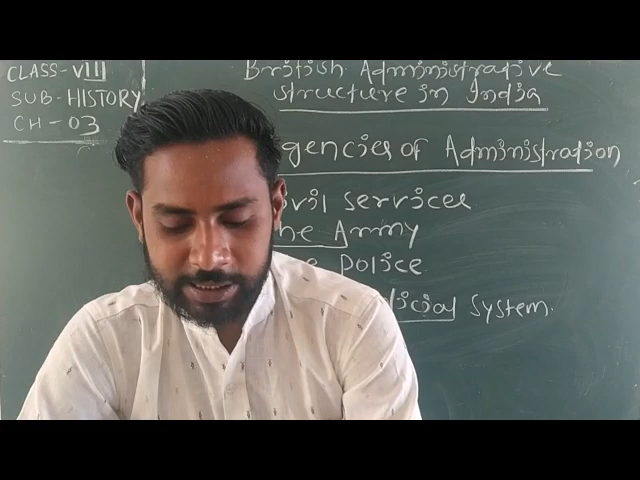 CLASS-VIII
SUB-HISTORY
CH-03
British Administrative
structure in India
gencies of Administration
ivil services
he Army
e Police
dicial System.